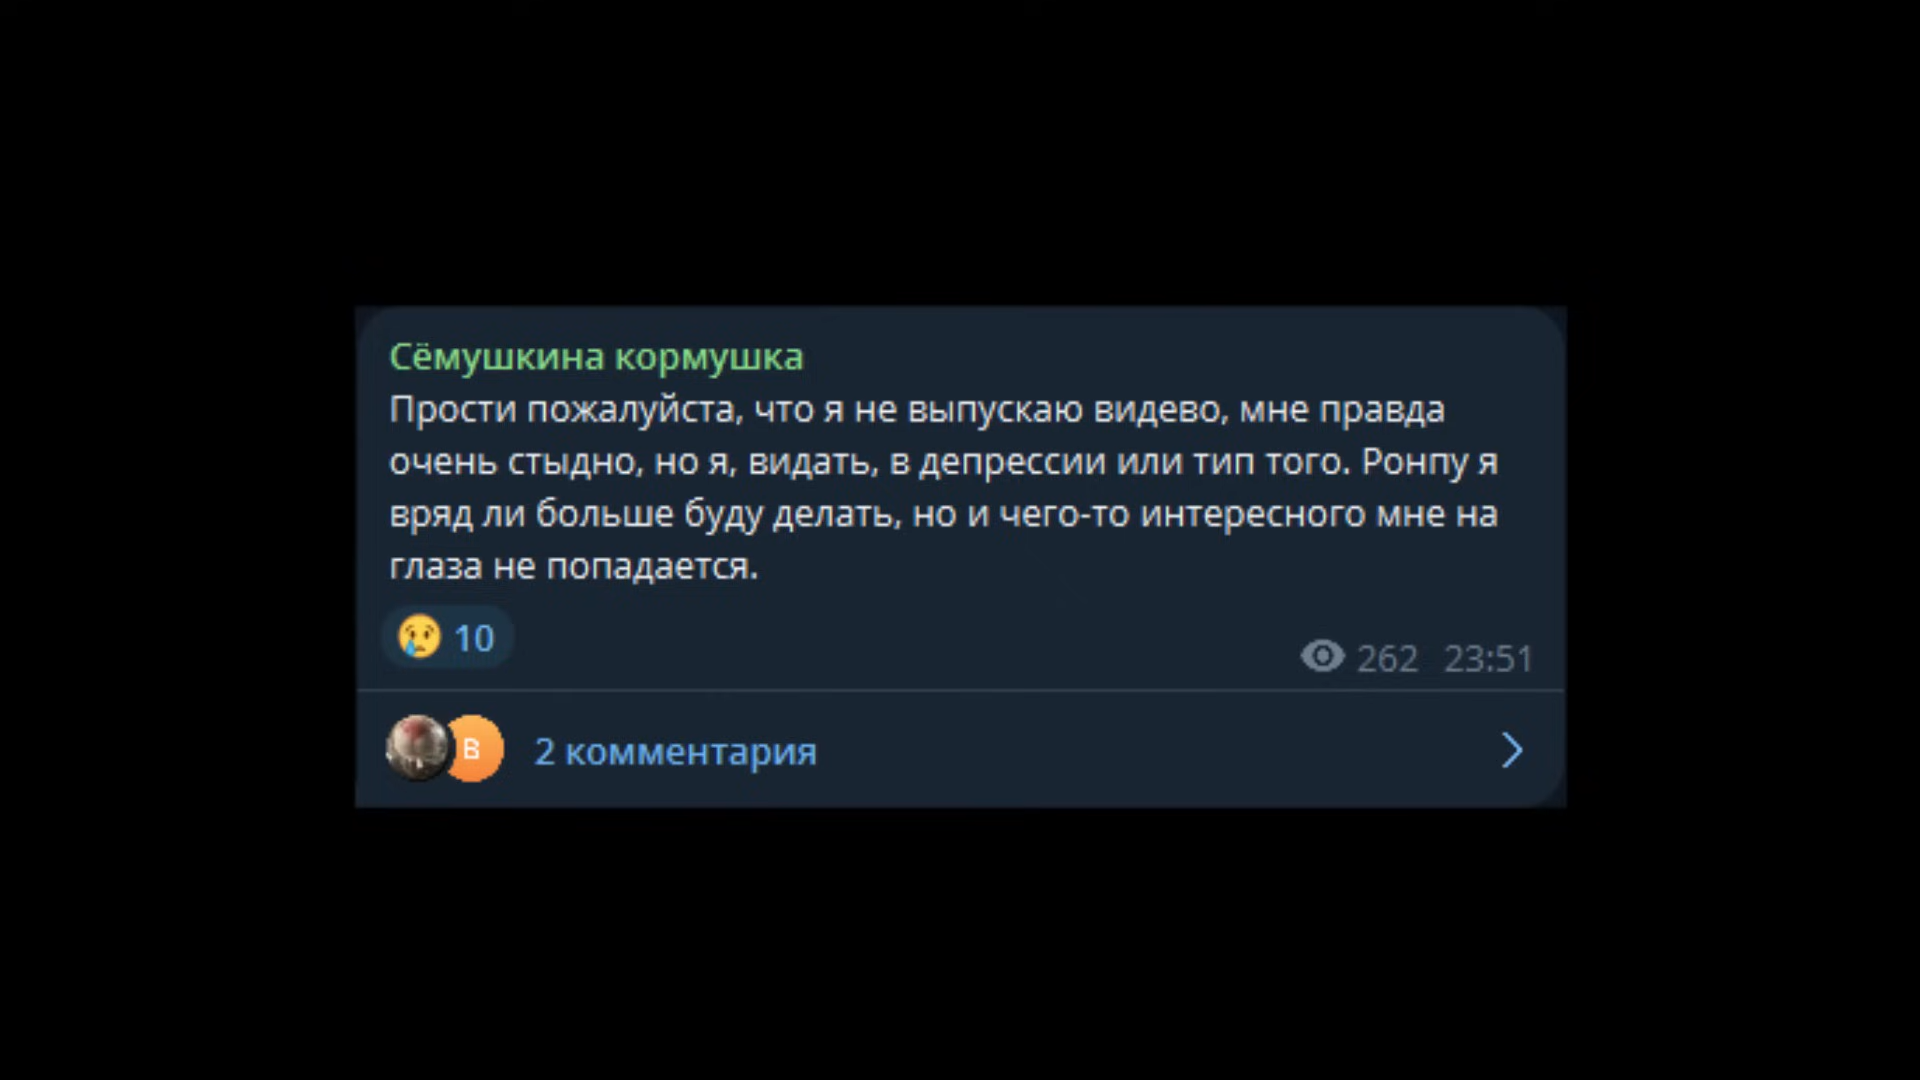 Сёмушкина кормушка
Прости пожалуйста, что я не выпускаю видево, мне правда
очень стыдно, но я, видать, в депрессии или тип того. Ронпу я
вряд ли больше буду делать, но и чего-то интересного мне на
глаза не попадается.
😢 10
262 23:51
B
2 комментария